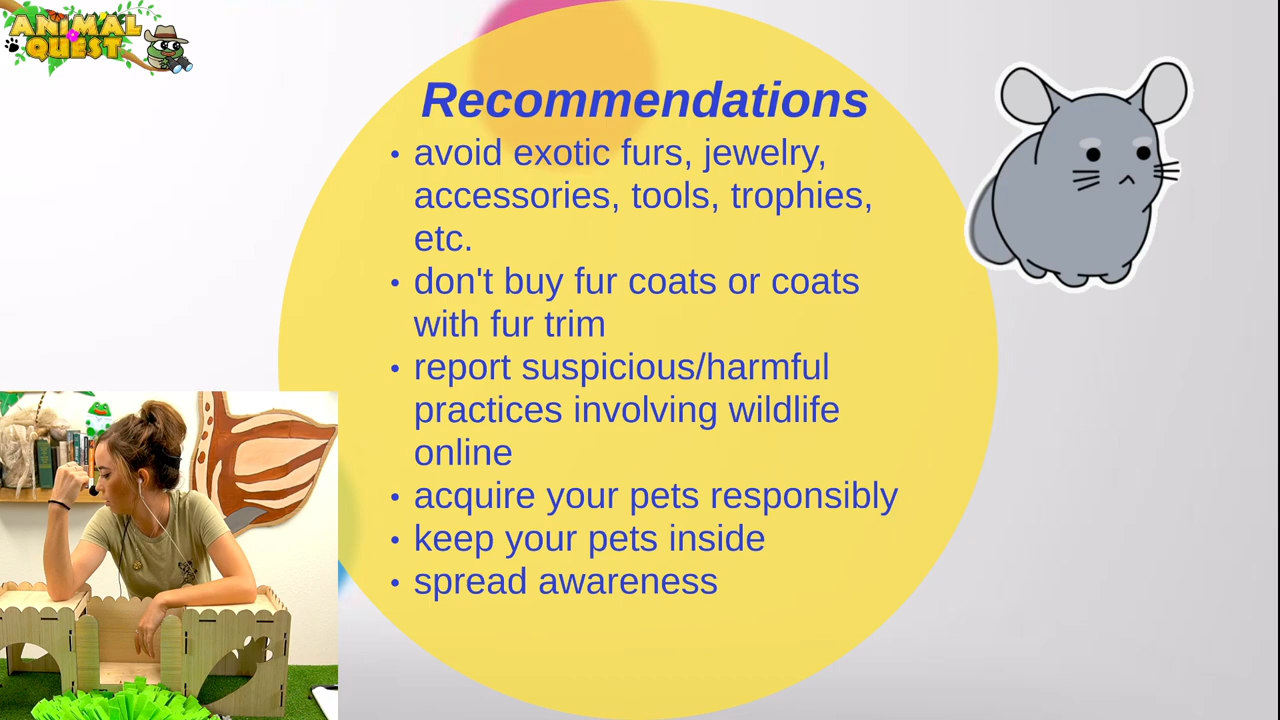 ANIMAL
QUEST
Recommendations
• avoid exotic furs, jewelry,
accessories, tools, trophies,
etc.
• don't buy fur coats or coats
with fur trim
• report suspicious/harmful
practices involving wildlife
online
• acquire your pets responsibly
• keep your pets inside
• spread awareness